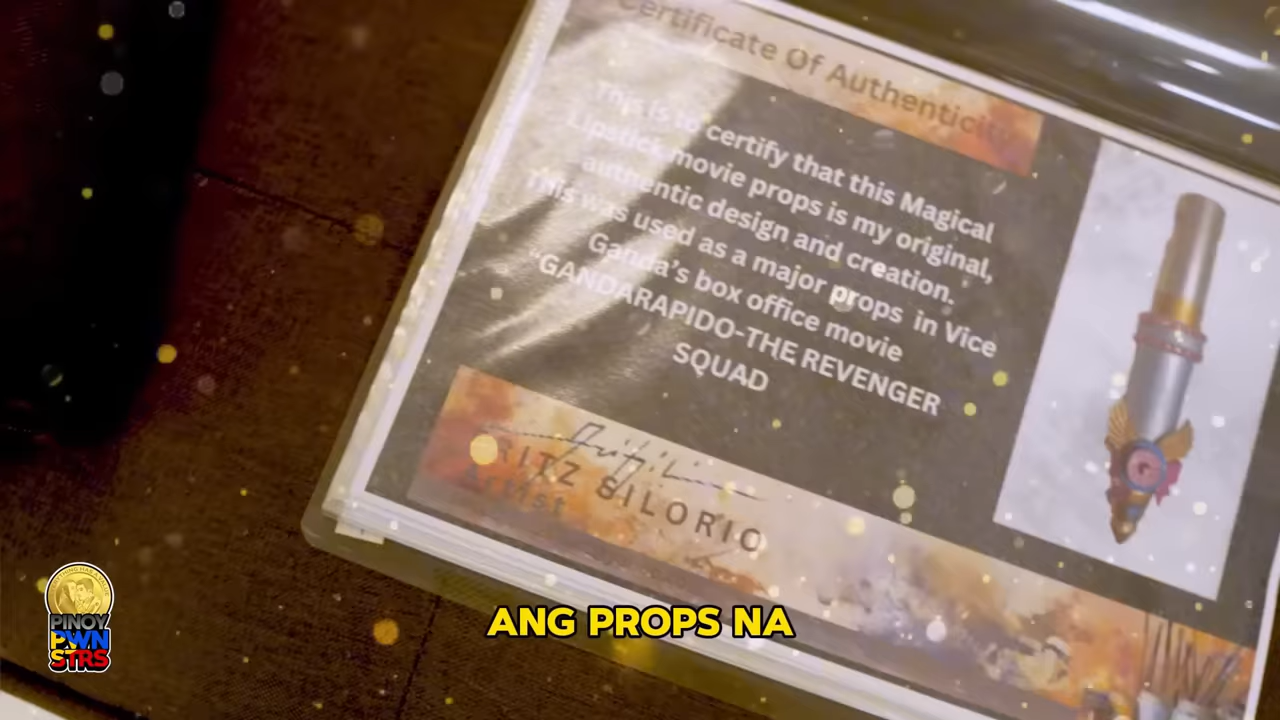 Certificate Of Authenticity
This is to certify that this Magical
Lipstick movie props is my original,
authentic design and creation.
This was used as a major props in Vice
Ganda's box office movie
"GANDARAPIDO-THE REVENGER
SQUAD
RITZ SILORIO
Artist
ANG PROPS NA
PINOY
PWN
STRS